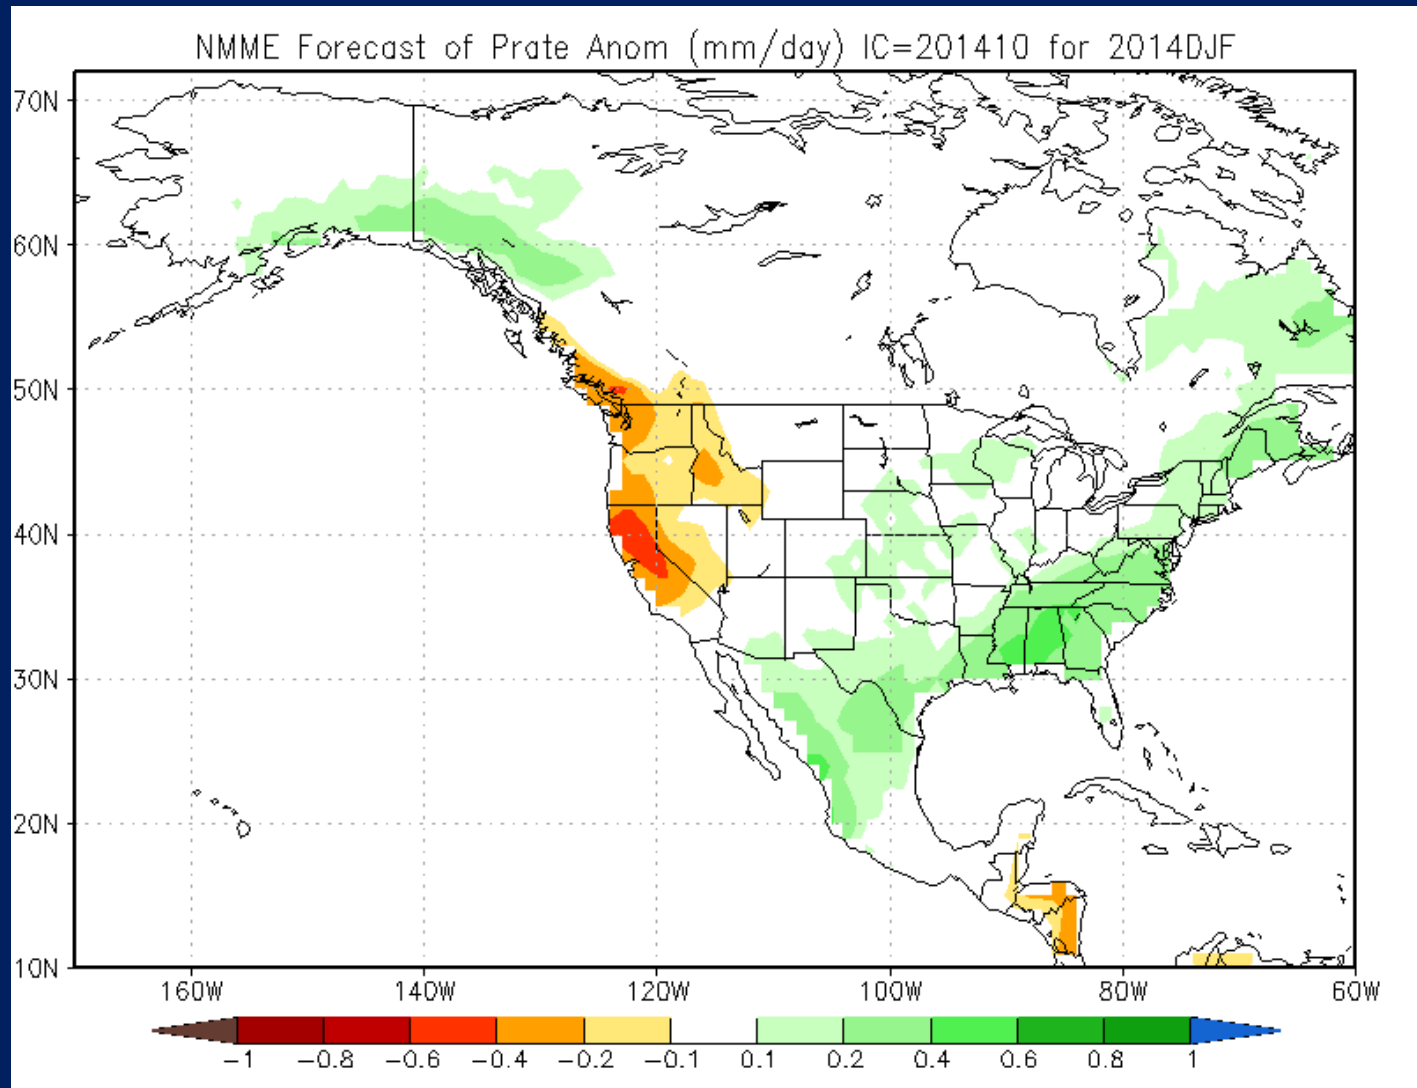 NMME Forecast of Prate Anom (mm/day) IC=201410 for 2014DJF
70N
60N
50N
40N
30N
20N
10N
160W 140W 120W 100W 80W 60W
−1 −0.8 −0.6 −0.4 −0.2 −0.1 0.1 0.2 0.4 0.6 0.8 1